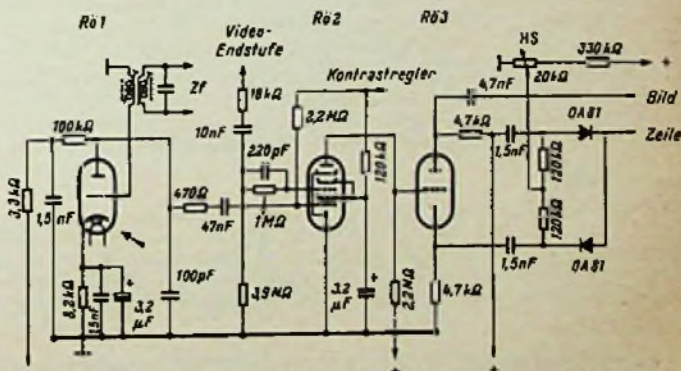 Rö1
Rö2
Rö3
Video-
Endstufe
HS
330kΩ
+
20kΩ
Zf
Kontrastregler
4,7nF
Bild
18kΩ
4,7kΩ
OA81
100kΩ
2,2MΩ
Zeile
10nF
1,5nF
220pF
120kΩ
120kΩ
3,3kΩ
1,5nF
470Ω
47nF
1MΩ
120kΩ
1,5nF
OA81
8,2kΩ
1,5nF
+
3,2
µF
100pF
3,9MΩ
3,2
µF
+
2,2MΩ
4,7kΩ
+
+